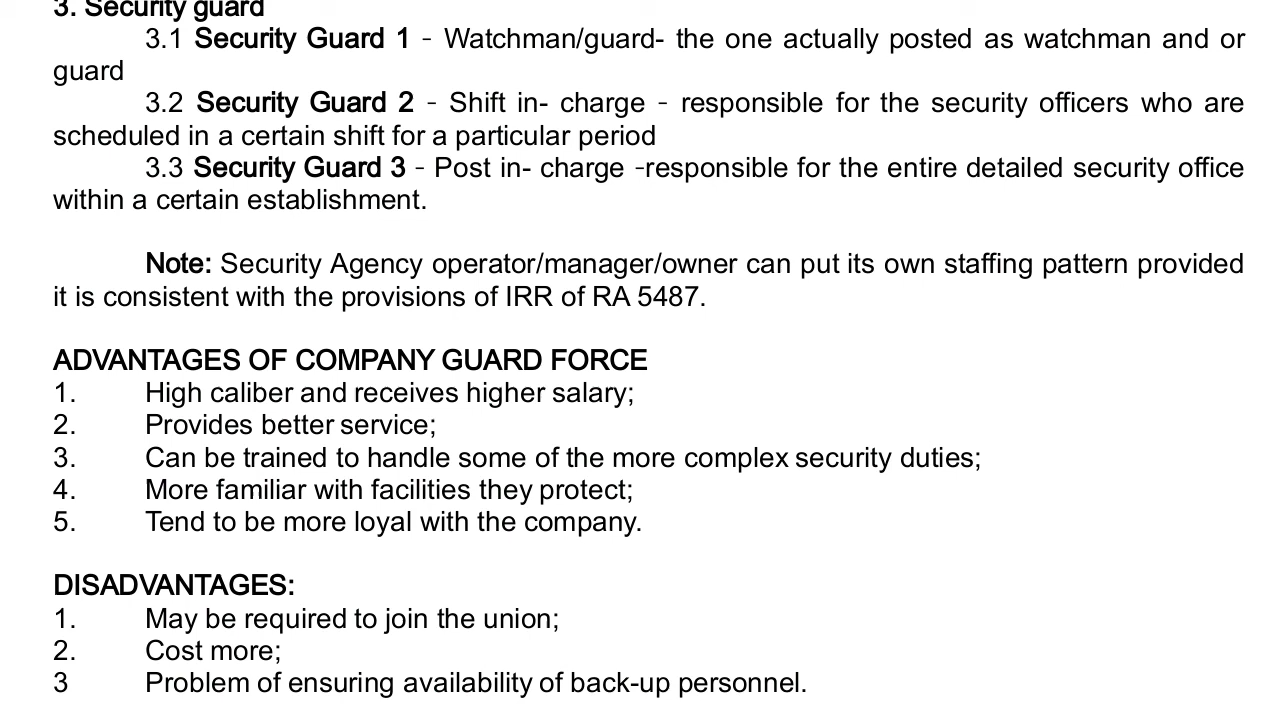 3. Security guard
3.1 Security Guard 1 - Watchman/guard- the one actually posted as watchman and or
guard
3.2 Security Guard 2 - Shift in- charge - responsible for the security officers who are
scheduled in a certain shift for a particular period
3.3 Security Guard 3 - Post in- charge -responsible for the entire detailed security office
within a certain establishment.
Note: Security Agency operator/manager/owner can put its own staffing pattern provided
it is consistent with the provisions of IRR of RA 5487.
ADVANTAGES OF COMPANY GUARD FORCE
1. High caliber and receives higher salary;
2. Provides better service;
3. Can be trained to handle some of the more complex security duties;
4. More familiar with facilities they protect;
5. Tend to be more loyal with the company.
DISADVANTAGES:
1. May be required to join the union;
2. Cost more;
3 Problem of ensuring availability of back-up personnel.